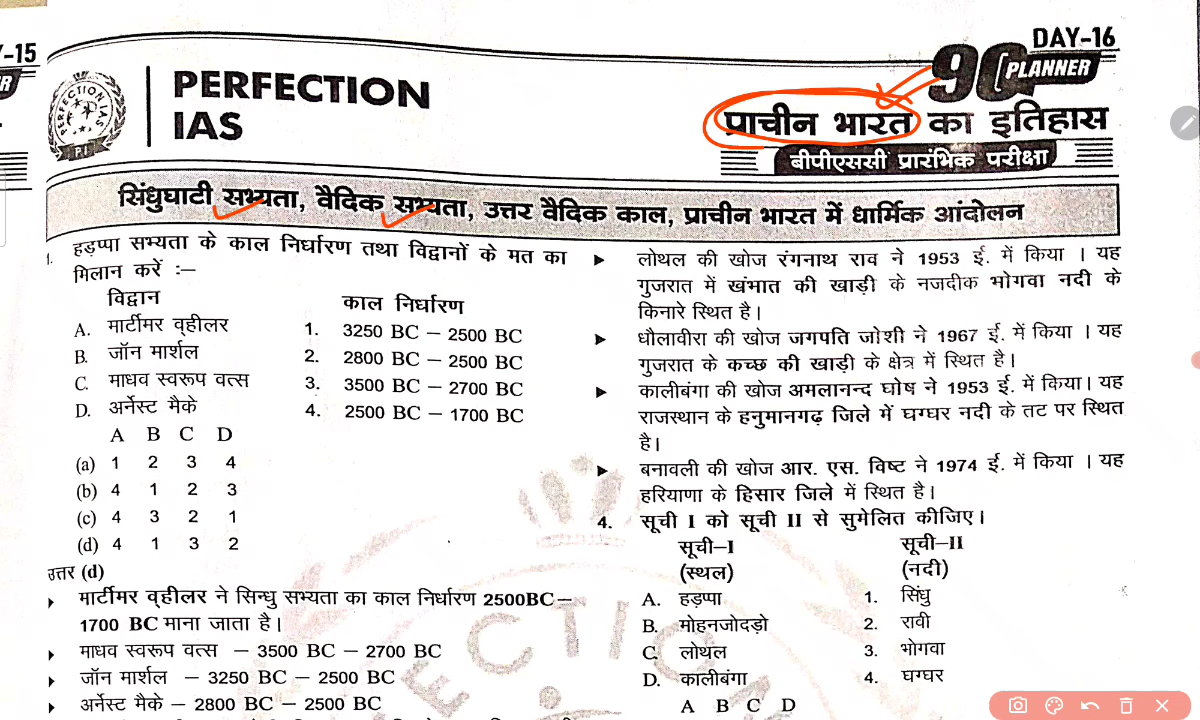 -15
R
DAY-16
PERFECTION
IAS
PERFECTION IAS
P.I
90 PLANNER
प्राचीन भारत का इतिहास
बीपीएससी प्रारंभिक परीक्षा
सिंधुघाटी सभ्यता, वैदिक सभ्यता, उत्तर वैदिक काल, प्राचीन भारत में धार्मिक आंदोलन
हड़प्पा सभ्यता के काल निर्धारण तथा विद्वानों के मत का
मिलान करें :–
विद्वान काल निर्धारण
A. मार्टीमर व्हीलर 1. 3250 BC – 2500 BC
B. जॉन मार्शल 2. 2800 BC – 2500 BC
C. माधव स्वरूप वत्स 3. 3500 BC – 2700 BC
D. अर्नेस्ट मैके 4. 2500 BC – 1700 BC
A B C D
(a) 1 2 3 4
(b) 4 1 2 3
(c) 4 3 2 1
(d) 4 1 3 2
उत्तर (d)
मार्टीमर व्हीलर ने सिन्धु सभ्यता का काल निर्धारण 2500BC–
1700 BC माना जाता है।
माधव स्वरूप वत्स – 3500 BC – 2700 BC
जॉन मार्शल – 3250 BC – 2500 BC
अर्नेस्ट मैके – 2800 BC – 2500 BC
लोथल की खोज रंगनाथ राव ने 1953 ई. में किया । यह
गुजरात में खंभात की खाड़ी के नजदीक भोगवा नदी के
किनारे स्थित है।
धौलावीरा की खोज जगपति जोशी ने 1967 ई. में किया । यह
गुजरात के कच्छ की खाड़ी के क्षेत्र में स्थित है।
कालीबंगा की खोज अमलानन्द घोष ने 1953 ई. में किया। यह
राजस्थान के हनुमानगढ़ जिले में घग्घर नदी के तट पर स्थित
है।
बनावली की खोज आर. एस. विष्ट ने 1974 ई. में किया । यह
हरियाणा के हिसार जिले में स्थित है।
4. सूची I को सूची II से सुमेलित कीजिए।
सूची–I सूची–II
(स्थल) (नदी)
A. हड़प्पा 1. सिंधु
B. मोहनजोदड़ो 2. रावी
C. लोथल 3. भोगवा
D. कालीबंगा 4. घग्घर
A B C D